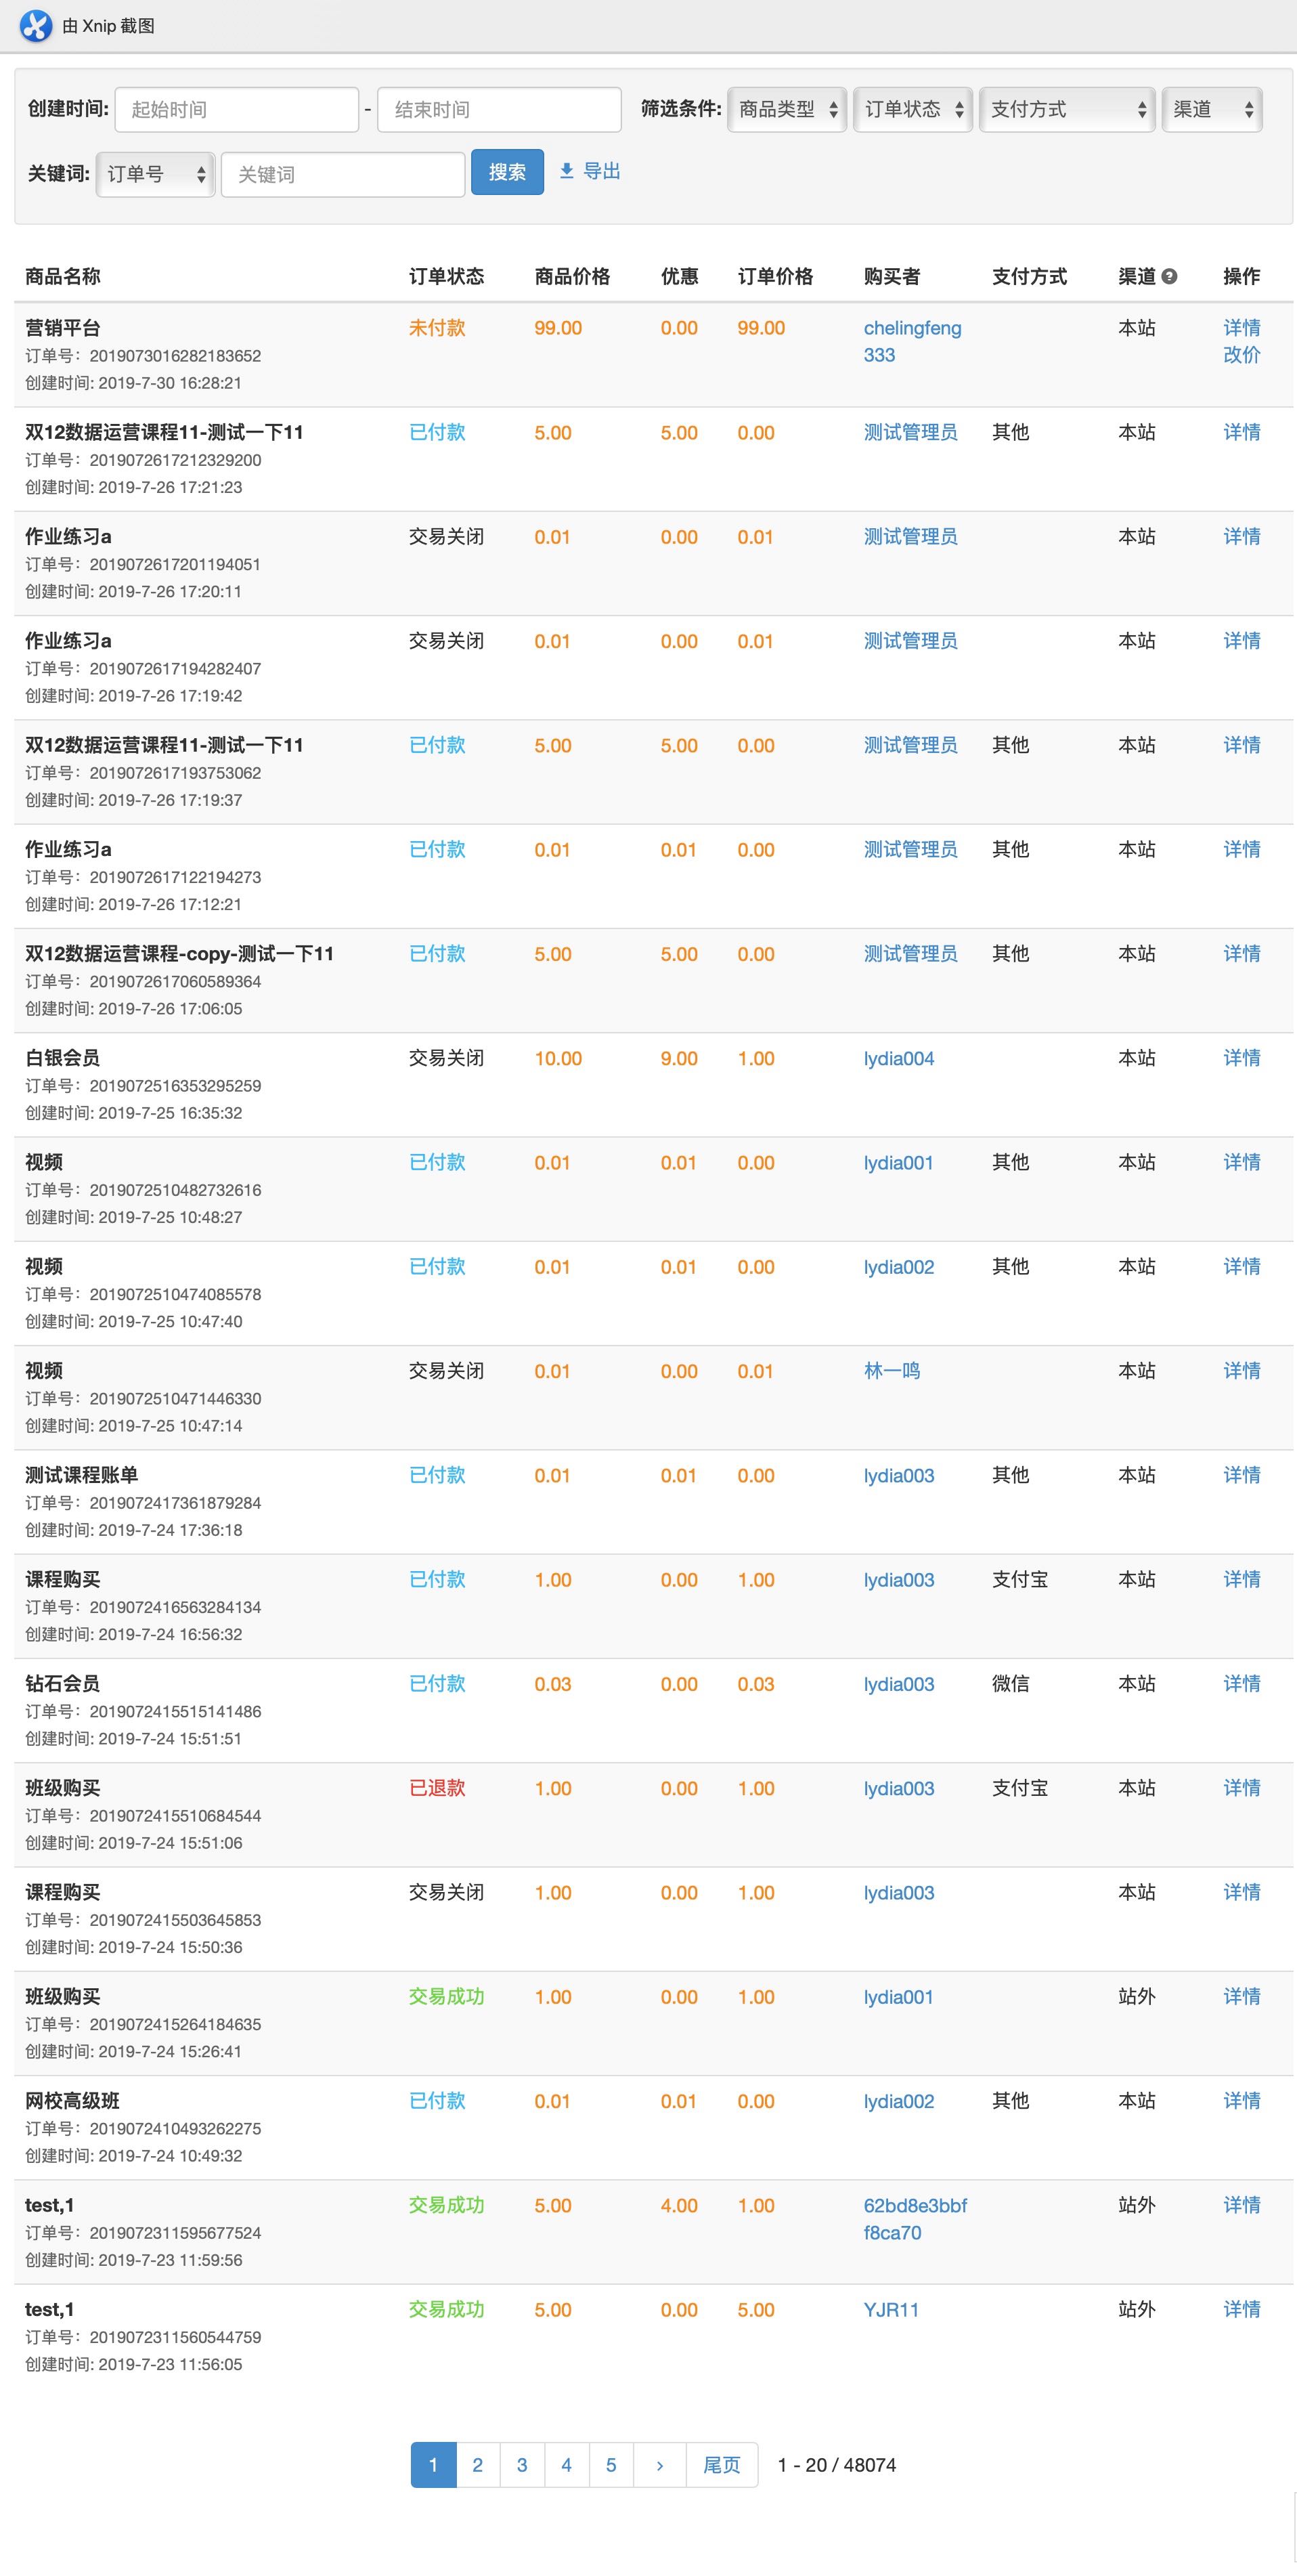 由 Xnip 截图
创建时间: 起始时间 - 结束时间 筛选条件: 商品类型 订单状态 支付方式 渠道
关键词: 订单号 关键词 搜索 导出
商品名称 订单状态 商品价格 优惠 订单价格 购买者 支付方式 渠道 操作
营销平台 未付款 99.00 0.00 99.00 chelingfeng 本站 详情
订单号：2019073016282183652 333 改价
创建时间: 2019-7-30 16:28:21
双12数据运营课程11-测试一下11 已付款 5.00 5.00 0.00 测试管理员 其他 本站 详情
订单号：2019072617212329200
创建时间: 2019-7-26 17:21:23
作业练习a 交易关闭 0.01 0.00 0.01 测试管理员 本站 详情
订单号：2019072617201194051
创建时间: 2019-7-26 17:20:11
作业练习a 交易关闭 0.01 0.00 0.01 测试管理员 本站 详情
订单号：2019072617194282407
创建时间: 2019-7-26 17:19:42
双12数据运营课程11-测试一下11 已付款 5.00 5.00 0.00 测试管理员 其他 本站 详情
订单号：2019072617193753062
创建时间: 2019-7-26 17:19:37
作业练习a 已付款 0.01 0.01 0.00 测试管理员 其他 本站 详情
订单号：2019072617122194273
创建时间: 2019-7-26 17:12:21
双12数据运营课程-copy-测试一下11 已付款 5.00 5.00 0.00 测试管理员 其他 本站 详情
订单号：2019072617060589364
创建时间: 2019-7-26 17:06:05
白银会员 交易关闭 10.00 9.00 1.00 lydia004 本站 详情
订单号：2019072516353295259
创建时间: 2019-7-25 16:35:32
视频 已付款 0.01 0.01 0.00 lydia001 其他 本站 详情
订单号：2019072510482732616
创建时间: 2019-7-25 10:48:27
视频 已付款 0.01 0.01 0.00 lydia002 其他 本站 详情
订单号：2019072510474085578
创建时间: 2019-7-25 10:47:40
视频 交易关闭 0.01 0.00 0.01 林一鸣 本站 详情
订单号：2019072510471446330
创建时间: 2019-7-25 10:47:14
测试课程账单 已付款 0.01 0.01 0.00 lydia003 其他 本站 详情
订单号：2019072417361879284
创建时间: 2019-7-24 17:36:18
课程购买 已付款 1.00 0.00 1.00 lydia003 支付宝 本站 详情
订单号：2019072416563284134
创建时间: 2019-7-24 16:56:32
钻石会员 已付款 0.03 0.00 0.03 lydia003 微信 本站 详情
订单号：2019072415515141486
创建时间: 2019-7-24 15:51:51
班级购买 已退款 1.00 0.00 1.00 lydia003 支付宝 本站 详情
订单号：2019072415510684544
创建时间: 2019-7-24 15:51:06
课程购买 交易关闭 1.00 0.00 1.00 lydia003 本站 详情
订单号：2019072415503645853
创建时间: 2019-7-24 15:50:36
班级购买 交易成功 1.00 0.00 1.00 lydia001 站外 详情
订单号：2019072415264184635
创建时间: 2019-7-24 15:26:41
网校高级班 已付款 0.01 0.01 0.00 lydia002 其他 本站 详情
订单号：2019072410493262275
创建时间: 2019-7-24 10:49:32
test,1 交易成功 5.00 4.00 1.00 62bd8e3bbf 站外 详情
订单号：2019072311595677524 f8ca70
创建时间: 2019-7-23 11:59:56
test,1 交易成功 5.00 0.00 5.00 YJR11 站外 详情
订单号：2019072311560544759
创建时间: 2019-7-23 11:56:05
1 2 3 4 5 › 尾页 1 - 20 / 48074